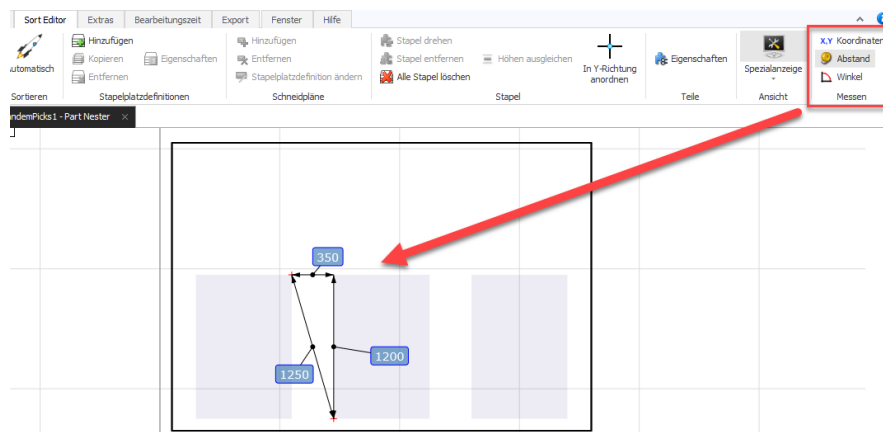 Sort Editor Extras Bearbeitungszeit Export Fenster Hilfe
Hinzufügen Hinzufügen Stapel drehen X,Y Koordinaten
Kopieren Eigenschaften Entfernen Stapel entfernen Höhen ausgleichen Eigenschaften Abstand
utomatisch Entfernen Stapelplatzdefinition ändern Alle Stapel löschen In Y-Richtung Spezialanzeige Winkel
anordnen
Sortieren Stapelplatzdefinitionen Schneidpläne Stapel Teile Ansicht Messen
andemPicks1 - Part Nester ×
350
1200
1250